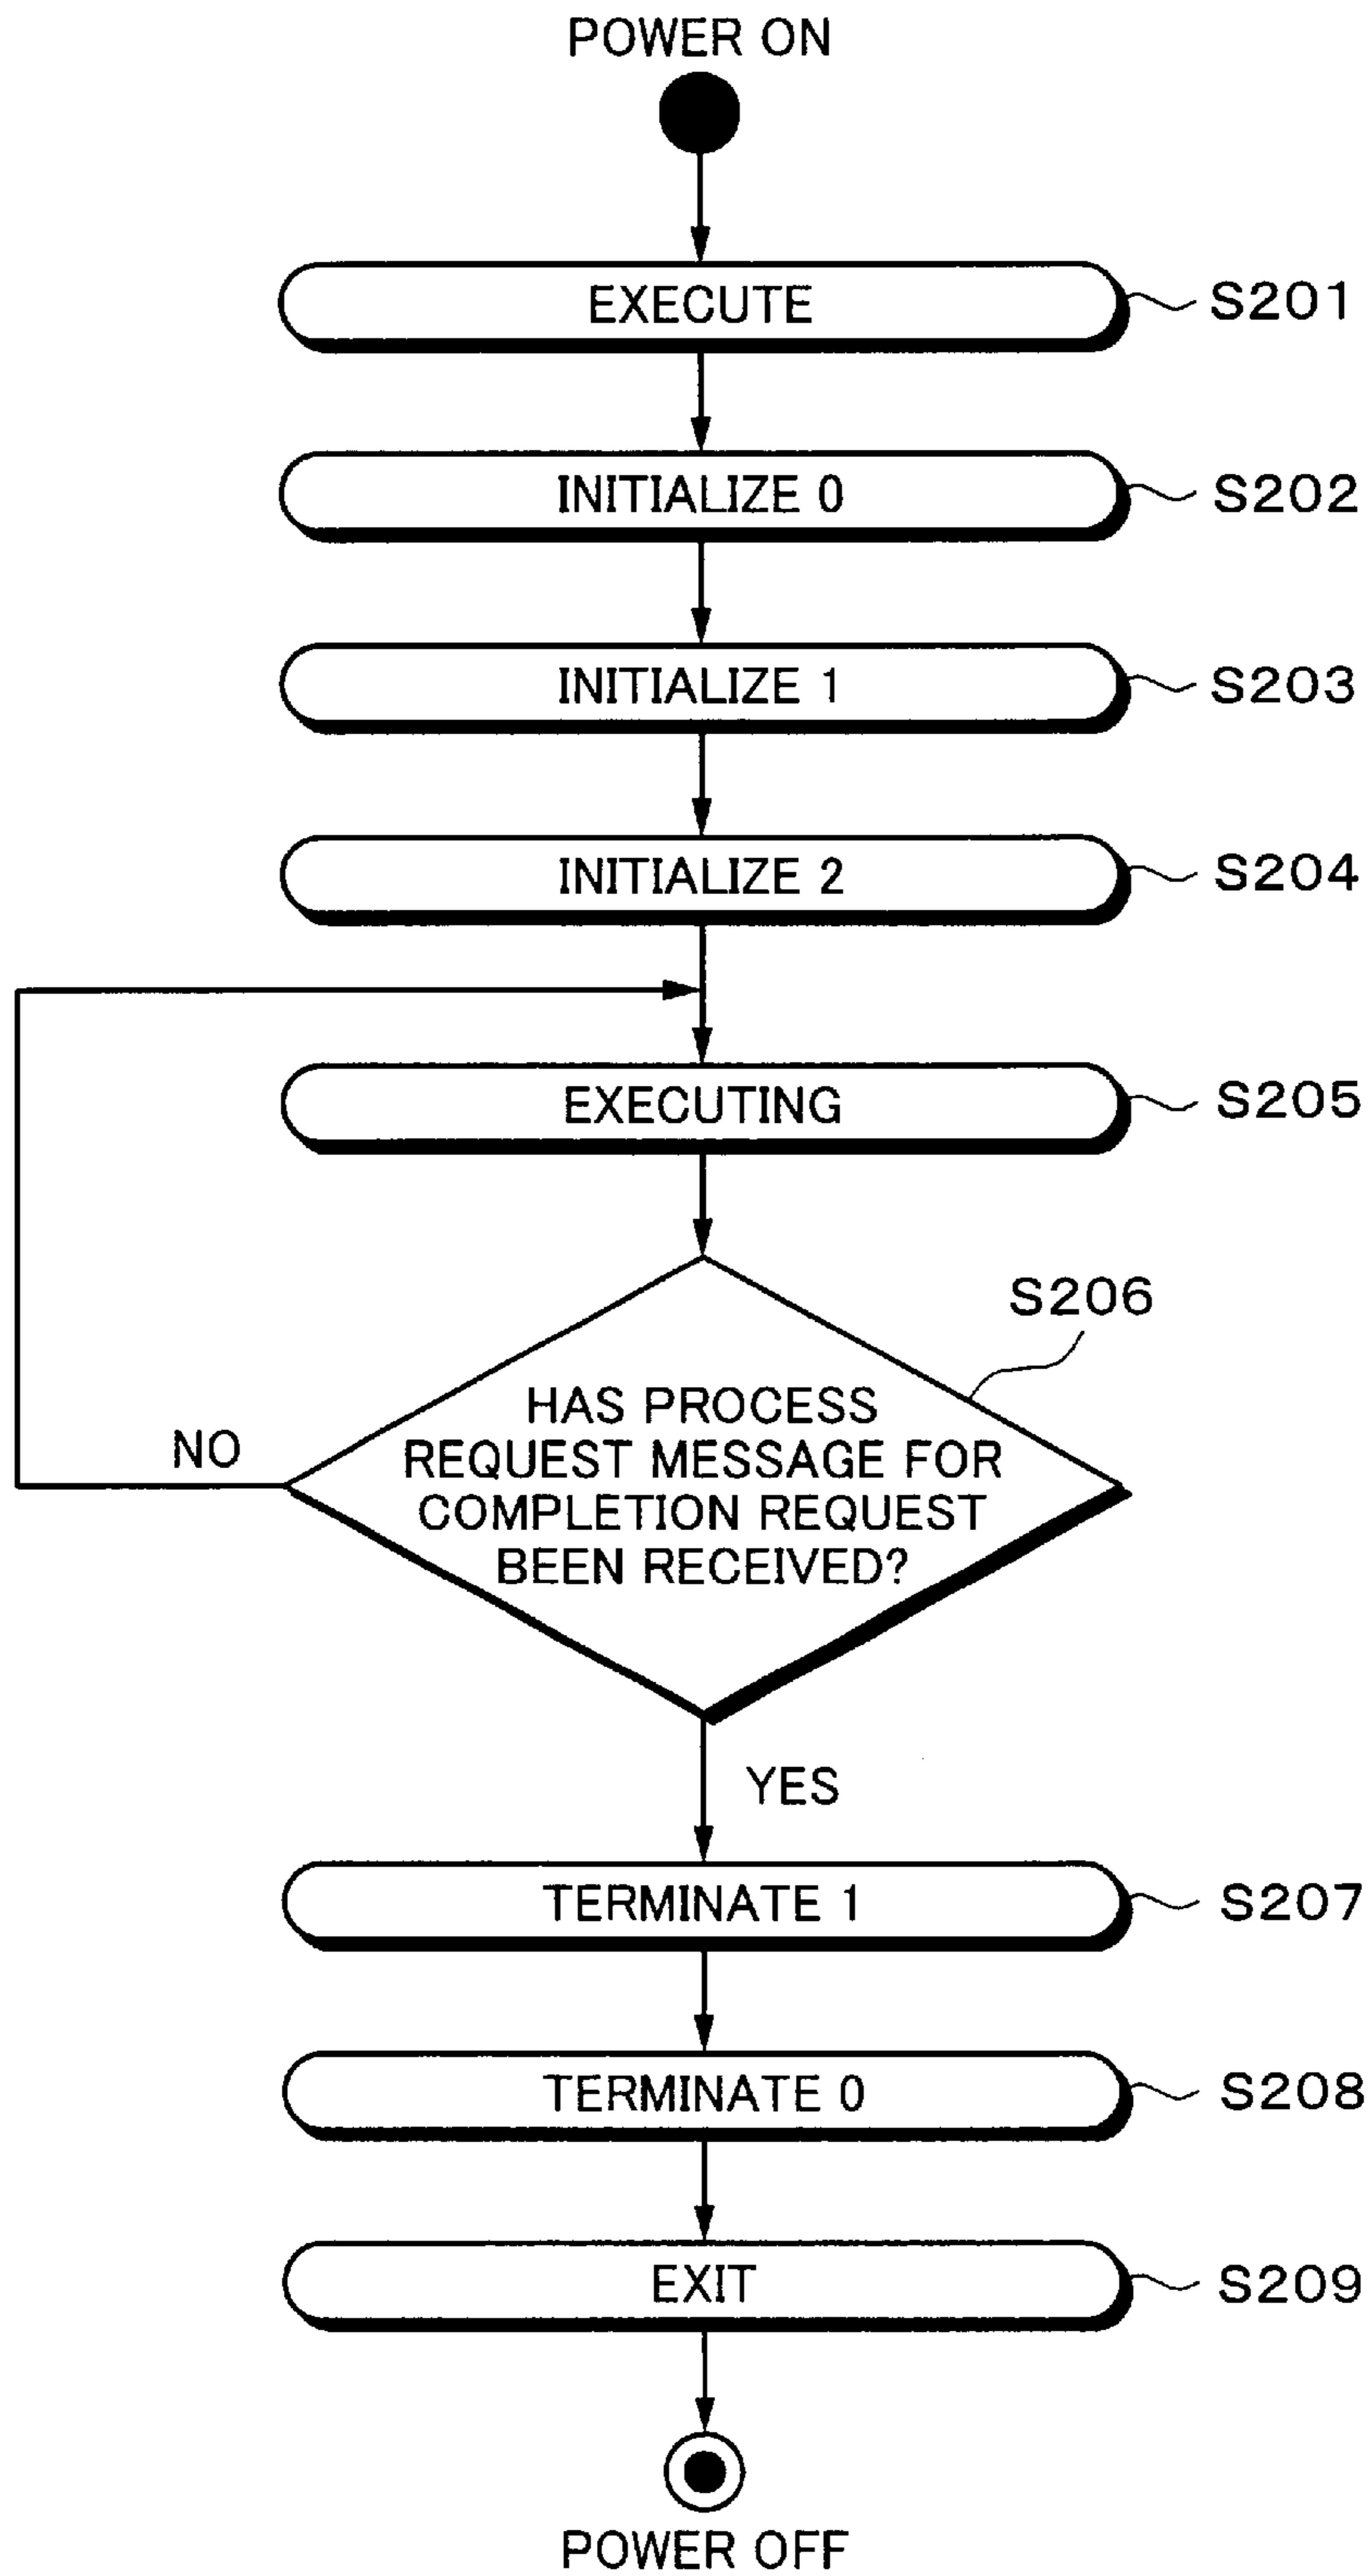 POWER ON
EXECUTE
S201
INITIALIZE 0
S202
INITIALIZE 1
S203
INITIALIZE 2
S204
EXECUTING
S205
S206
HAS PROCESS
REQUEST MESSAGE FOR
COMPLETION REQUEST
BEEN RECEIVED?
NO
YES
TERMINATE 1
S207
TERMINATE 0
S208
EXIT
S209
POWER OFF